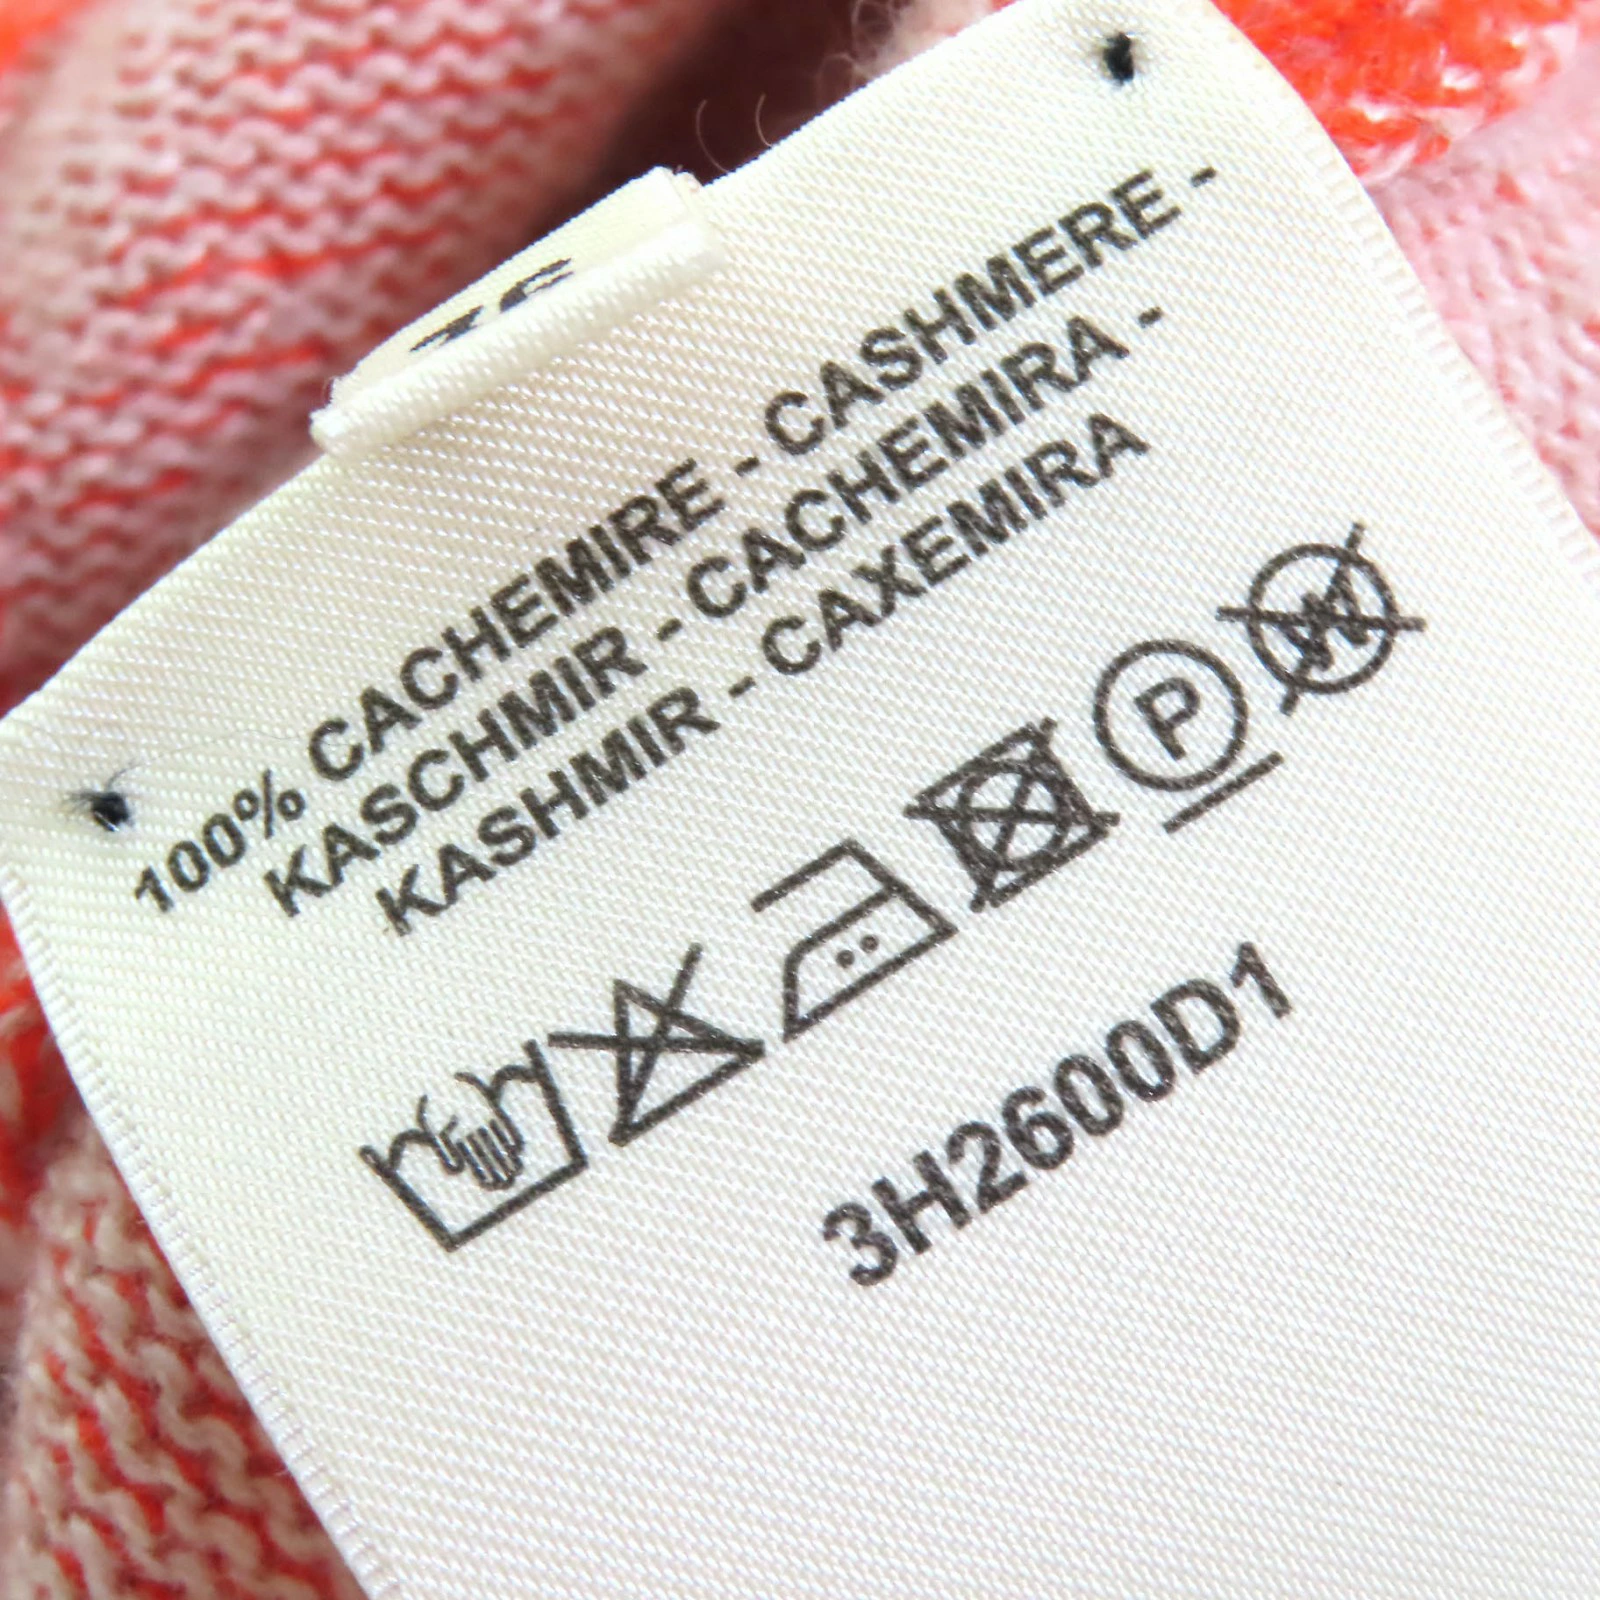 100% CACHEMIRE - CASHMERE -
KASCHMIR - CACHEMIRA -
KASHMIR - CAXEMIRA
P W
3H2600D1